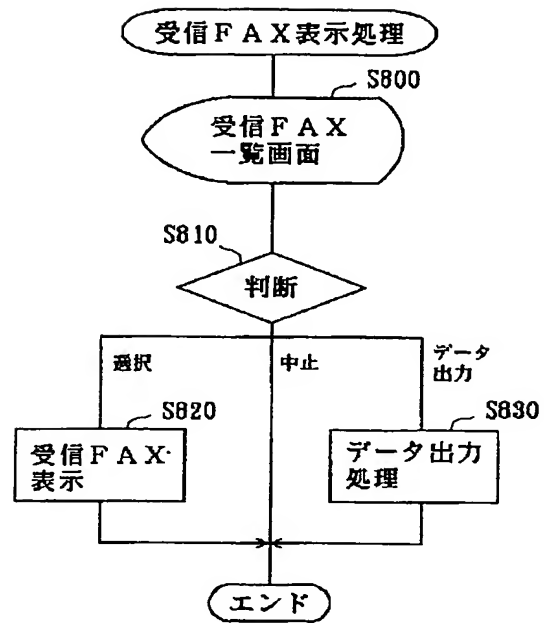 受信ＦＡＸ表示処理
S800
受信ＦＡＸ
一覧画面
S810
判断
選択
中止
データ
出力
S820
S830
受信ＦＡＸ
表示
データ出力
処理
エンド